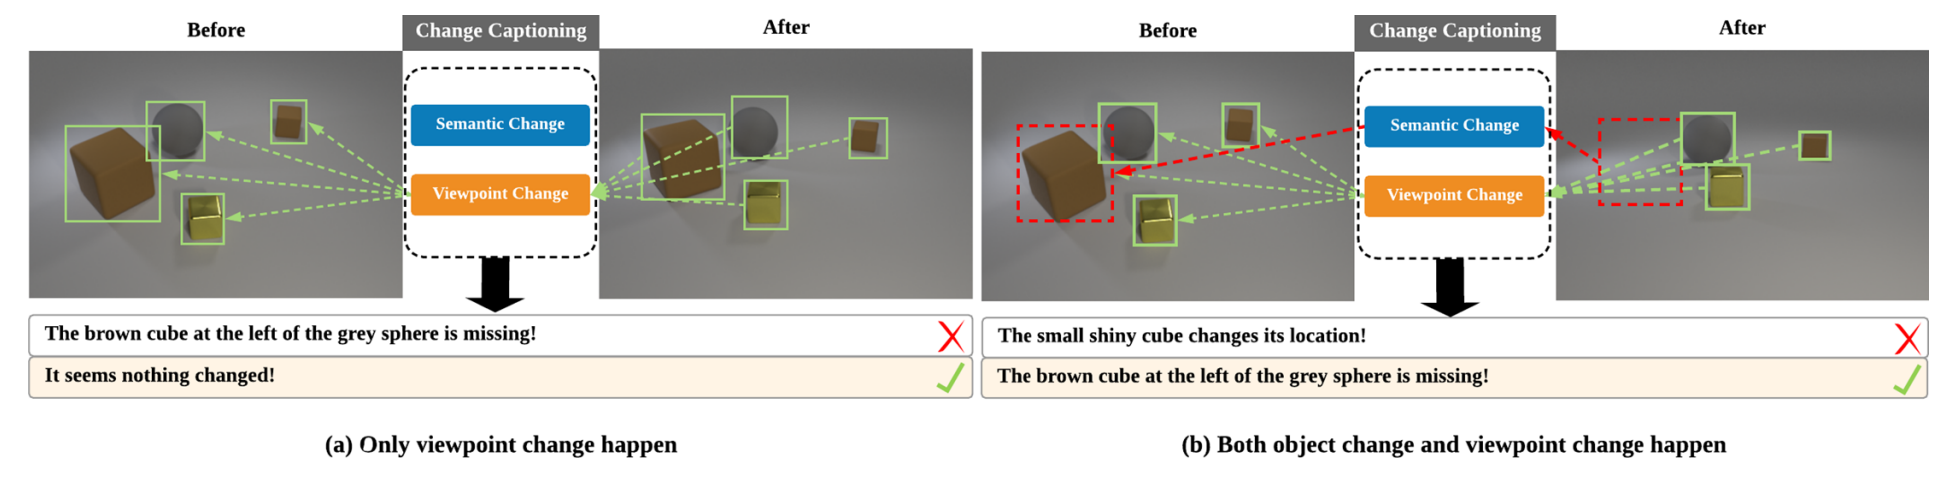 Before
Change Captioning
After
Semantic Change
Viewpoint Change
The brown cube at the left of the grey sphere is missing!
It seems nothing changed!
(a) Only viewpoint change happen
Before
Change Captioning
After
Semantic Change
Viewpoint Change
The small shiny cube changes its location!
The brown cube at the left of the grey sphere is missing!
(b) Both object change and viewpoint change happen